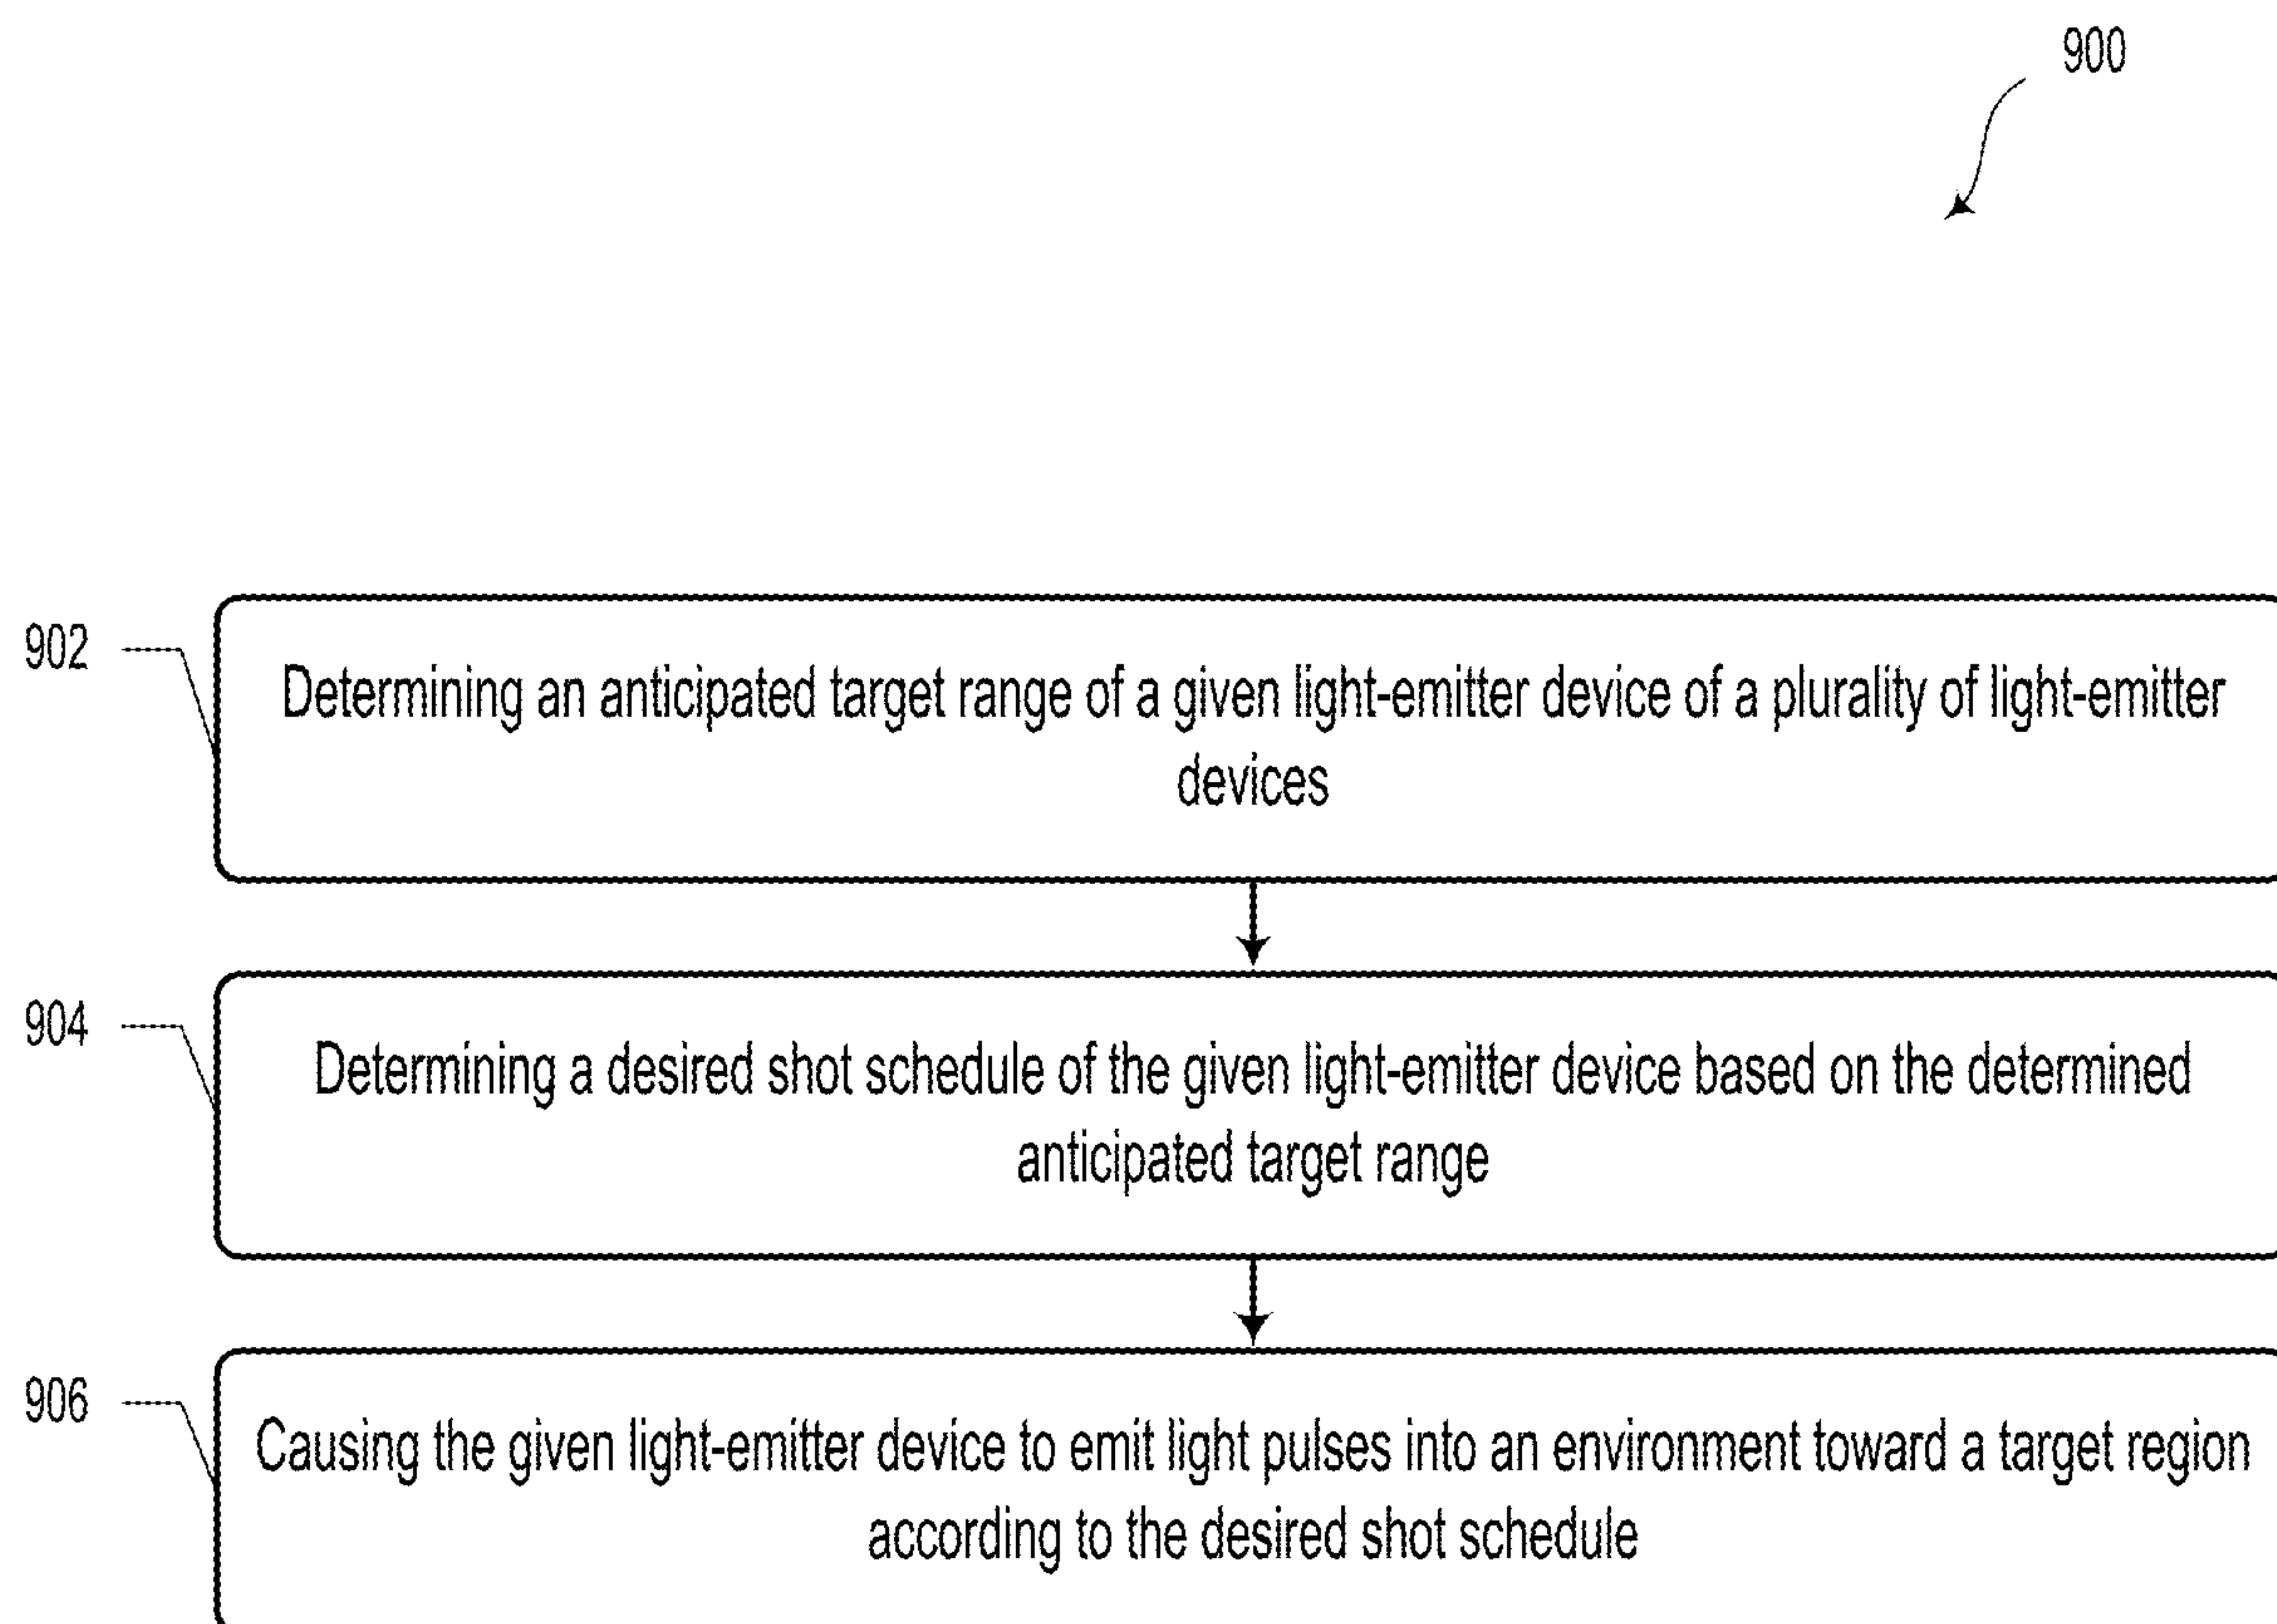 900
902
Determining an anticipated target range of a given light-emitter device of a plurality of light-emitter
devices
904
Determining a desired shot schedule of the given light-emitter device based on the determined
anticipated target range
906
Causing the given light-emitter device to emit light pulses into an environment toward a target region
according to the desired shot schedule